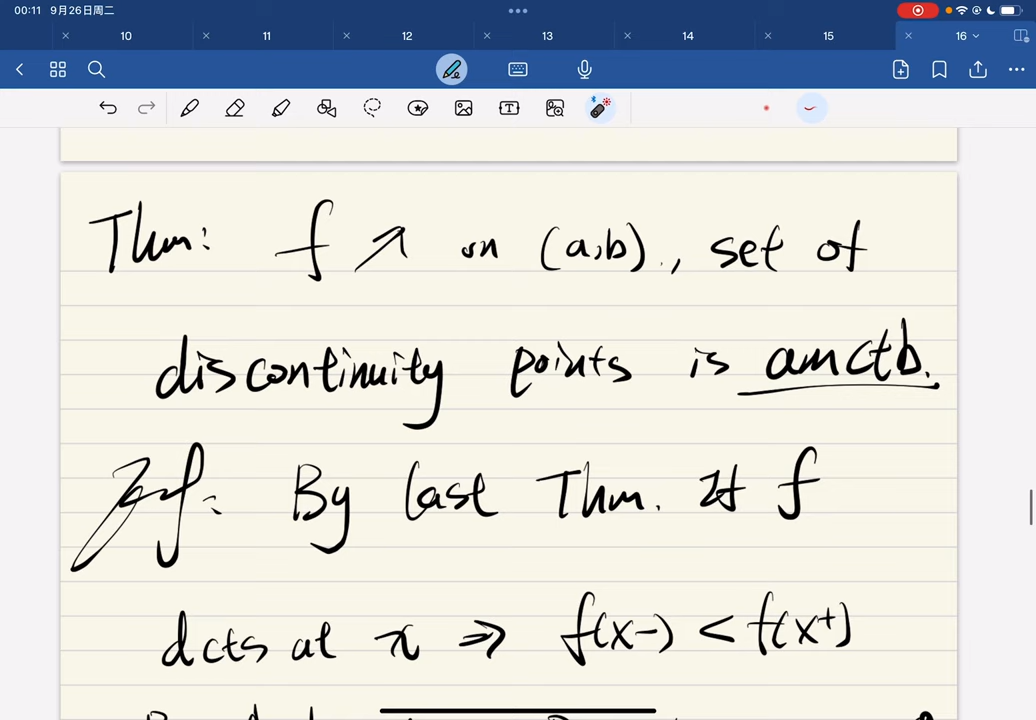 00:11 9月26日周二
10 11 12 13 14 15 16
Thm: f ↗ on (a,b), set of
discontinuity points is amctb.
Pf: By last Thm. If f
dcts at x ⇒ f(x-) < f(x+)